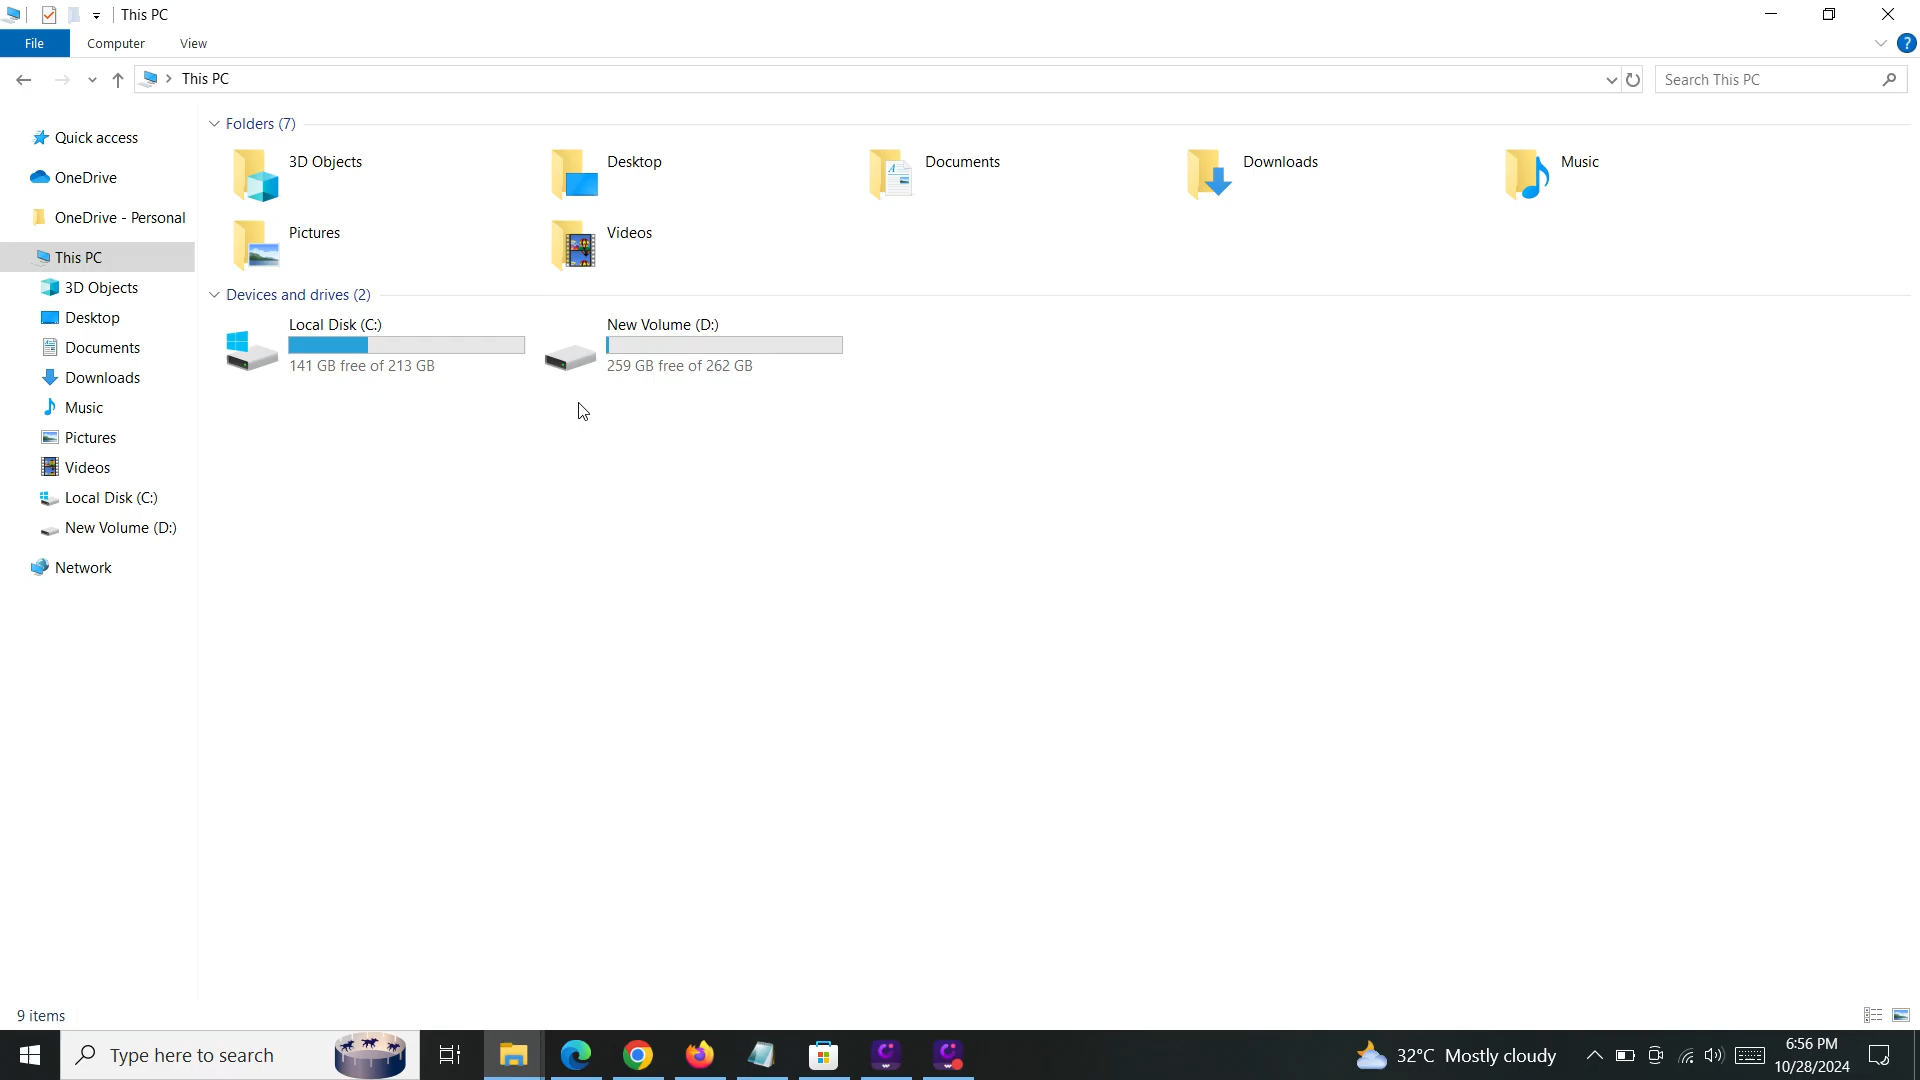 This PC
File
Computer
View
This PC
Search This PC
Quick access
OneDrive
OneDrive - Personal
This PC
3D Objects
Desktop
Documents
Downloads
Music
Pictures
Videos
Local Disk (C:)
New Volume (D:)
Network
Folders (7)
3D Objects
Desktop
Documents
Downloads
Music
Pictures
Videos
Devices and drives (2)
Local Disk (C:)
141 GB free of 213 GB
New Volume (D:)
259 GB free of 262 GB
9 items
Type here to search
32°C Mostly cloudy
6:56 PM
10/28/2024